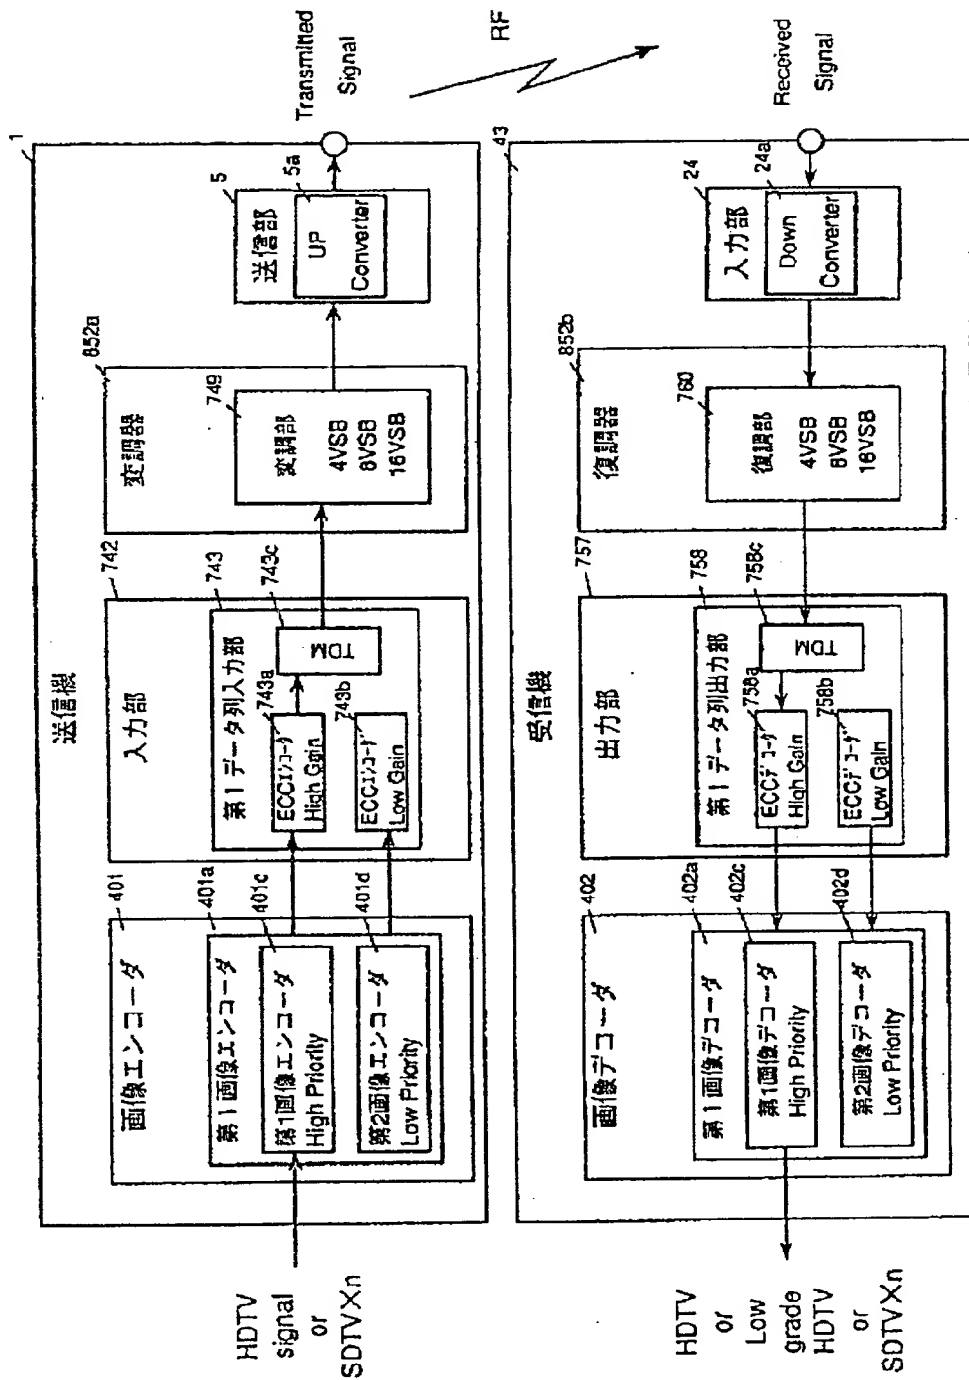 送信機
1
HDTV
signal
or
SDTVXn
画像エンコーダ
401
第1画像エンコーダ
401a
第1画像エンコーダ
High Priority
401c
第2画像エンコーダ
Low Priority
401d
入力部
742
第1データ列入力部
743
ECCエンコーダ
High Gain
743a
ECCエンコーダ
Low Gain
743b
TDM
743c
変調器
852a
変調部
4VSB
8VSB
16VSB
749
送信部
5
UP
Converter
5a
Transmitted
Signal
RF
受信機
43
Received
Signal
入力部
24
Down
Converter
24a
復調器
852b
復調部
4VSB
8VSB
16VSB
760
出力部
757
第1データ列出力部
758
TDM
758c
ECCデコーダ
High Gain
758a
ECCデコーダ
Low Gain
758b
画像デコーダ
402
第1画像デコーダ
402a
第1画像デコーダ
High Priority
402c
第2画像デコーダ
Low Priority
402d
HDTV
or
Low
grade
HDTV
or
SDTVXn